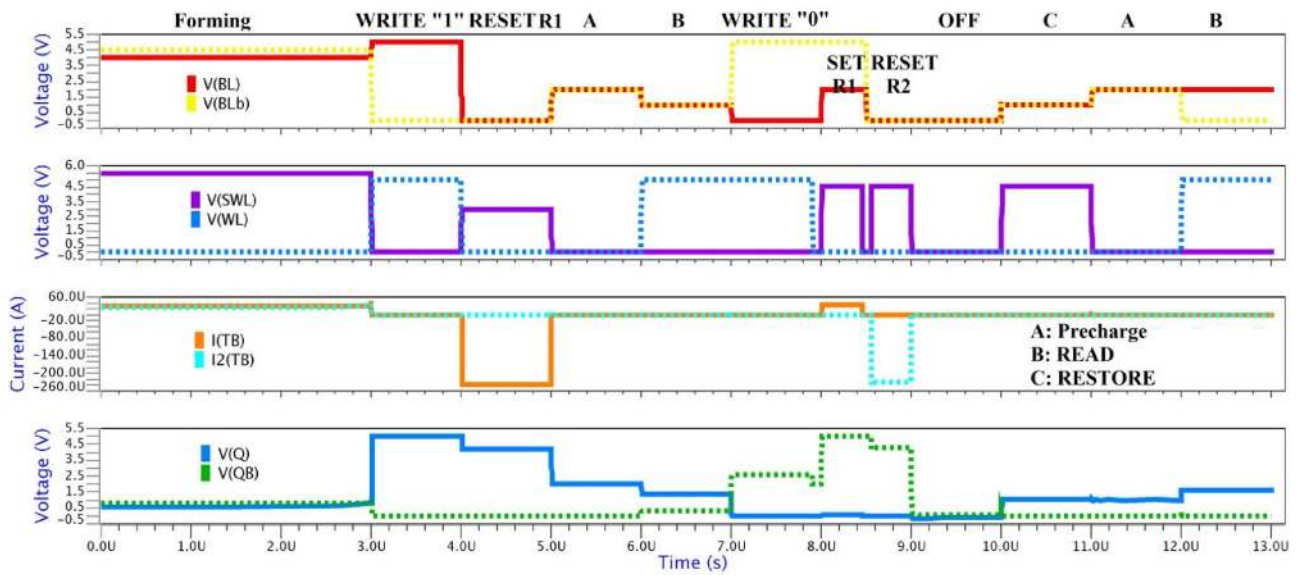 Forming WRITE "1" RESET R1 A B WRITE "0" OFF C A B
SET RESET
R1 R2
Voltage (V)
5.5
4.5
3.5
2.5
1.5
0.5
-0.5
V(BL)
V(BLb)
Voltage (V)
6.0
4.5
3.5
2.5
1.5
0.5
-0.5
V(SWL)
V(WL)
Current (A)
60.0U
-20.0U
-80.0U
-140.0U
-200.0U
-260.0U
I(TB)
I2(TB)
A: Precharge
B: READ
C: RESTORE
Voltage (V)
5.5
4.5
3.5
2.5
1.5
0.5
-0.5
V(Q)
V(QB)
0.0U 1.0U 2.0U 3.0U 4.0U 5.0U 6.0U 7.0U 8.0U 9.0U 10.0U 11.0U 12.0U 13.0U
Time (s)